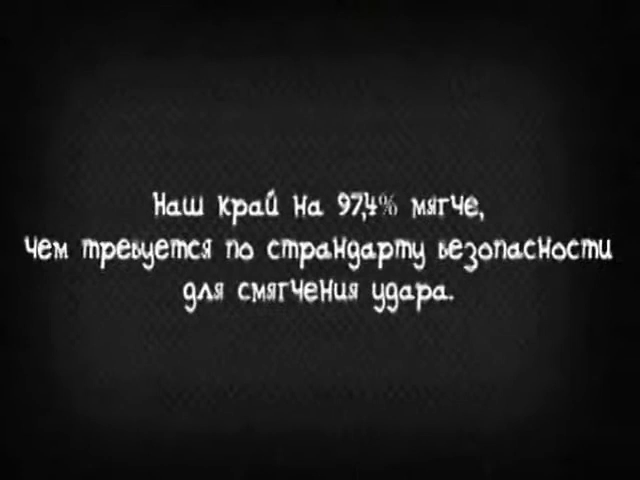 Наш край на 97,4% мягче,
чем требуется по страндарту безопасности
для смягчения удара.